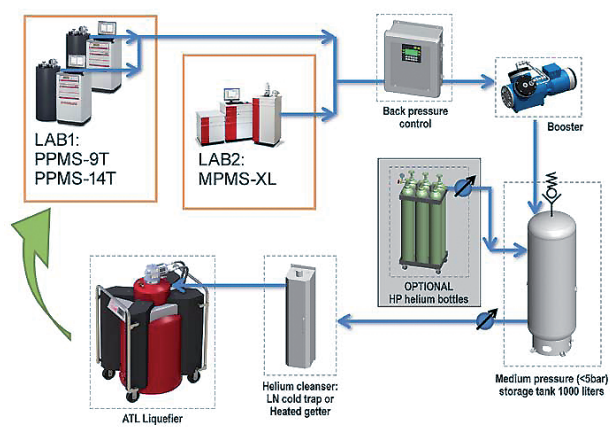 LAB1:
PPMS-9T
PPMS-14T
LAB2:
MPMS-XL
Back pressure
control
Booster
OPTIONAL
HP helium bottles
Medium pressure (<5bar)
storage tank 1000 liters
Helium cleanser:
LN cold trap or
Heated getter
ATL Liquefier